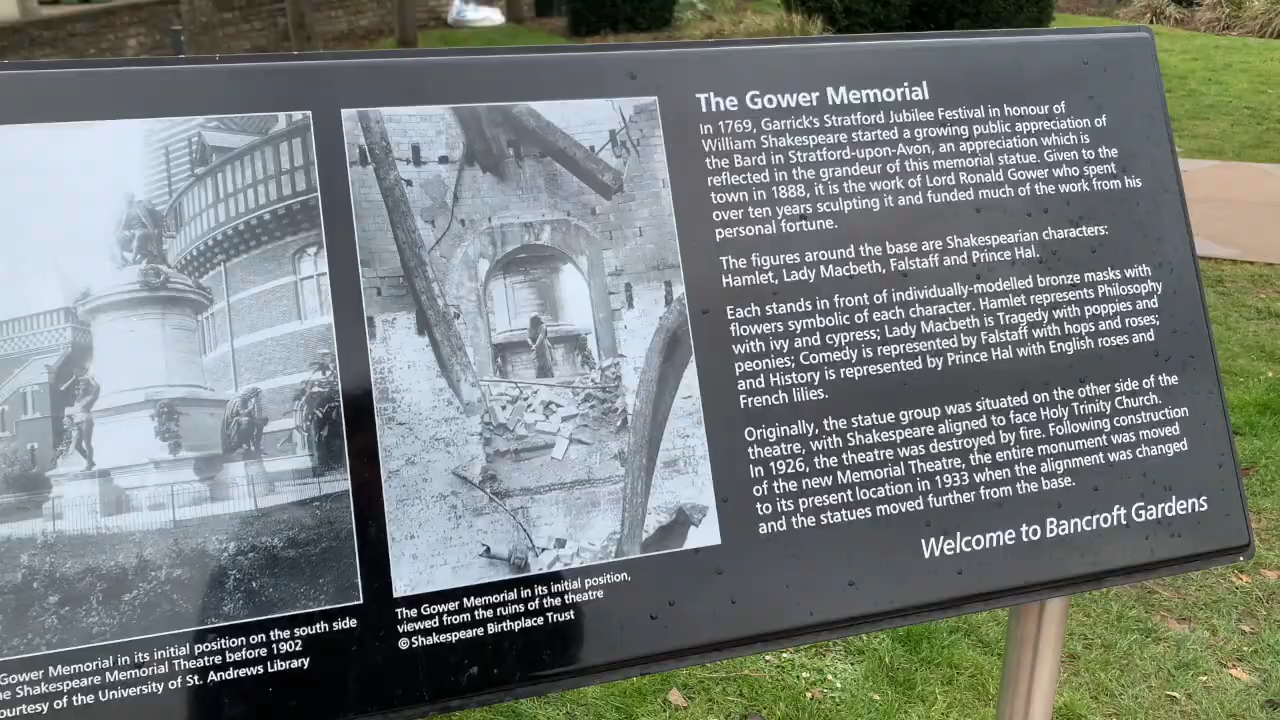 The Gower Memorial
In 1769, Garrick's Stratford Jubilee Festival in honour of
William Shakespeare started a growing public appreciation of
the Bard in Stratford-upon-Avon, an appreciation which is
reflected in the grandeur of this memorial statue. Given to the
town in 1888, it is the work of Lord Ronald Gower who spent
over ten years sculpting it and funded much of the work from his
personal fortune.
The figures around the base are Shakespearian characters:
Hamlet, Lady Macbeth, Falstaff and Prince Hal.
Each stands in front of individually-modelled bronze masks with
flowers symbolic of each character. Hamlet represents Philosophy
with ivy and cypress; Lady Macbeth is Tragedy with poppies and
peonies; Comedy is represented by Falstaff with hops and roses;
and History is represented by Prince Hal with English roses and
French lilies.
Originally, the statue group was situated on the other side of the
theatre, with Shakespeare aligned to face Holy Trinity Church.
In 1926, the theatre was destroyed by fire. Following construction
of the new Memorial Theatre, the entire monument was moved
to its present location in 1933 when the alignment was changed
and the statues moved further from the base.
Welcome to Bancroft Gardens
The Gower Memorial in its initial position,
viewed from the ruins of the theatre
© Shakespeare Birthplace Trust
Gower Memorial in its initial position on the south side
he Shakespeare Memorial Theatre before 1902
ourtesy of the University of St. Andrews Library